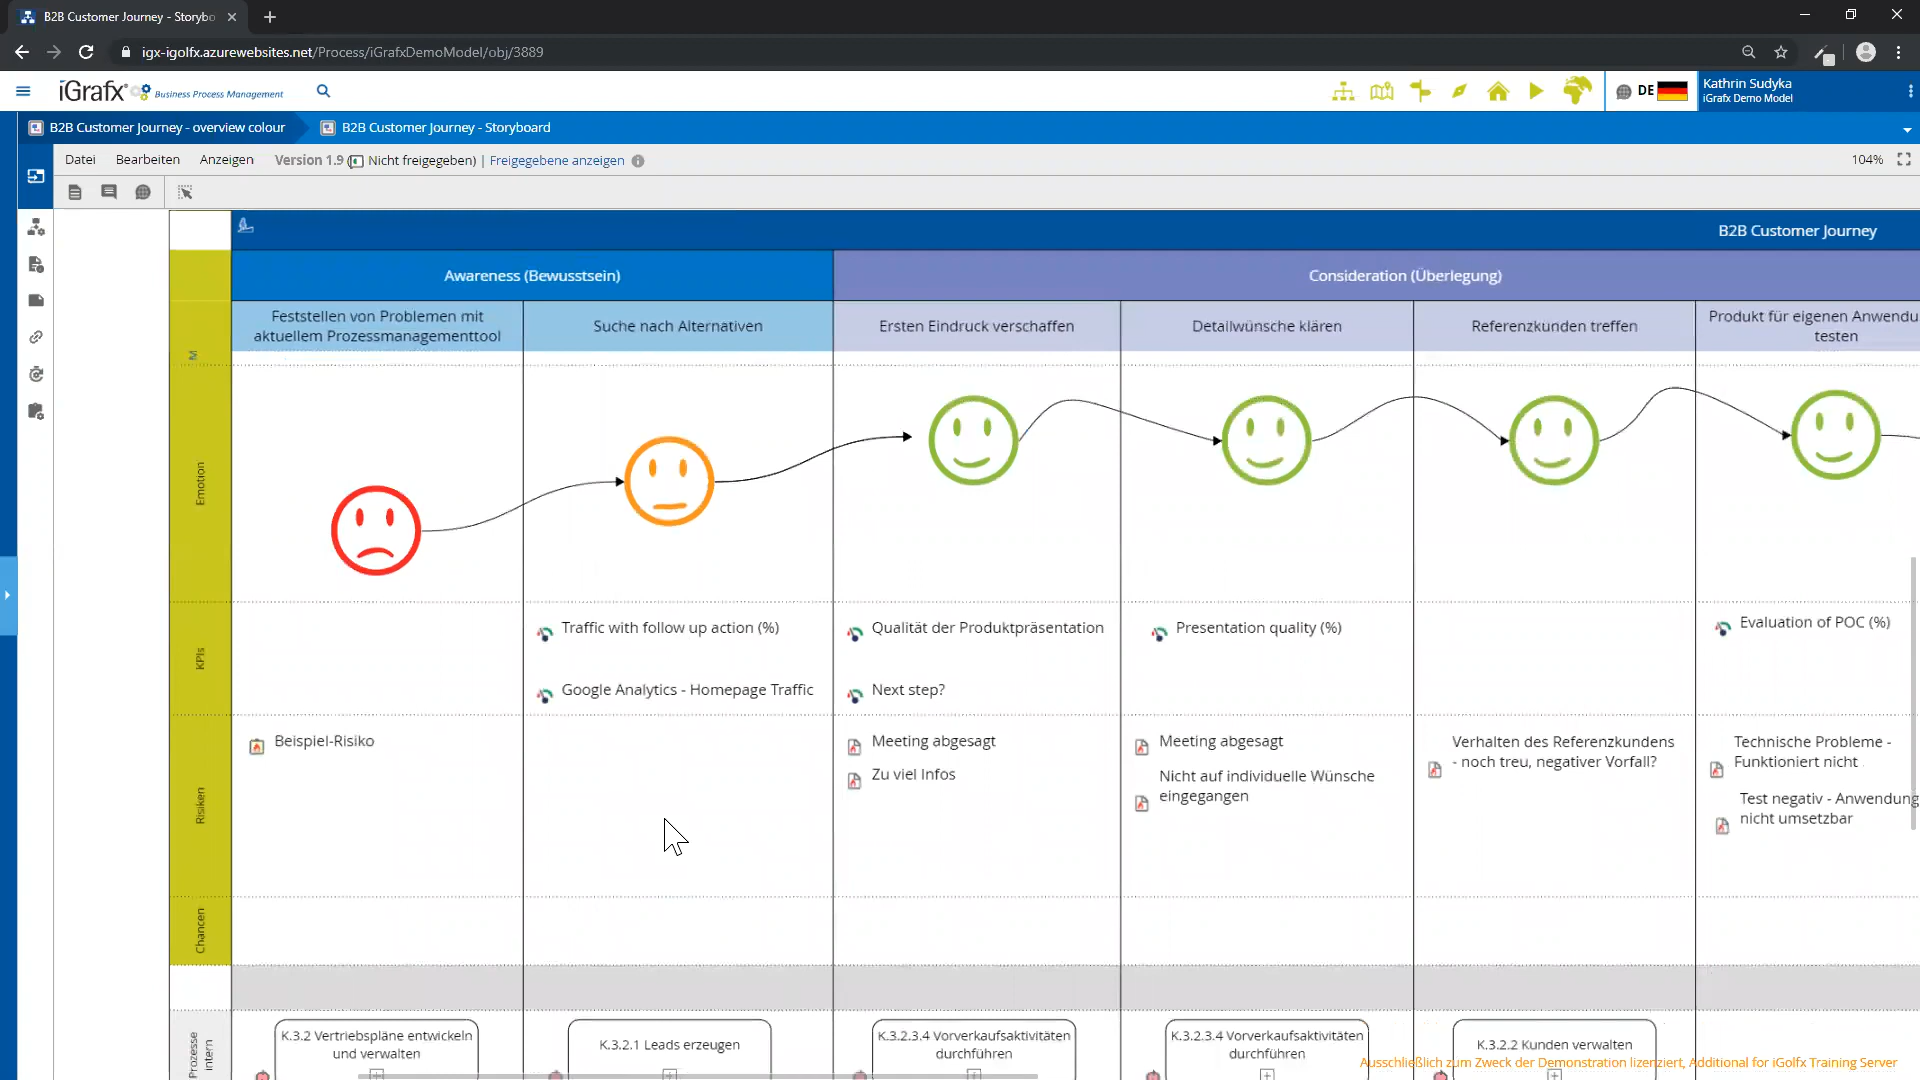 B2B Customer Journey - Storybo
igx-igolfx.azurewebsites.net/Process/iGrafxDemoModel/obj/3889
iGrafx Business Process Management
DE
Kathrin Sudyka
iGrafx Demo Model
B2B Customer Journey - overview colour
B2B Customer Journey - Storyboard
Datei Bearbeiten Anzeigen Version 1.9 Nicht freigegeben) | Freigegebene anzeigen
104%
B2B Customer Journey
Awareness (Bewusstsein)
Consideration (Überlegung)
Feststellen von Problemen mit
aktuellem Prozessmanagementtool
Suche nach Alternativen
Ersten Eindruck verschaffen
Detailwünsche klären
Referenzkunden treffen
Produkt für eigenen Anwendu
testen
M
Emotion
KPIs
Traffic with follow up action (%)
Google Analytics - Homepage Traffic
Qualität der Produktpräsentation
Next step?
Presentation quality (%)
Evaluation of POC (%)
Risiken
Beispiel-Risiko
Meeting abgesagt
Zu viel Infos
Meeting abgesagt
Nicht auf individuelle Wünsche
eingegangen
Verhalten des Referenzkundens
- noch treu, negativer Vorfall?
Technische Probleme -
Funktioniert nicht
Test negativ - Anwendung
nicht umsetzbar
Chancen
Prozesse
intern
K.3.2 Vertriebspläne entwickeln
und verwalten
K.3.2.1 Leads erzeugen
K.3.2.3.4 Vorverkaufsaktivitäten
durchführen
K.3.2.3.4 Vorverkaufsaktivitäten
durchführen
K.3.2.2 Kunden verwalten
Ausschließlich zum Zweck der Demonstration lizenziert, Additional for iGolfx Training Server